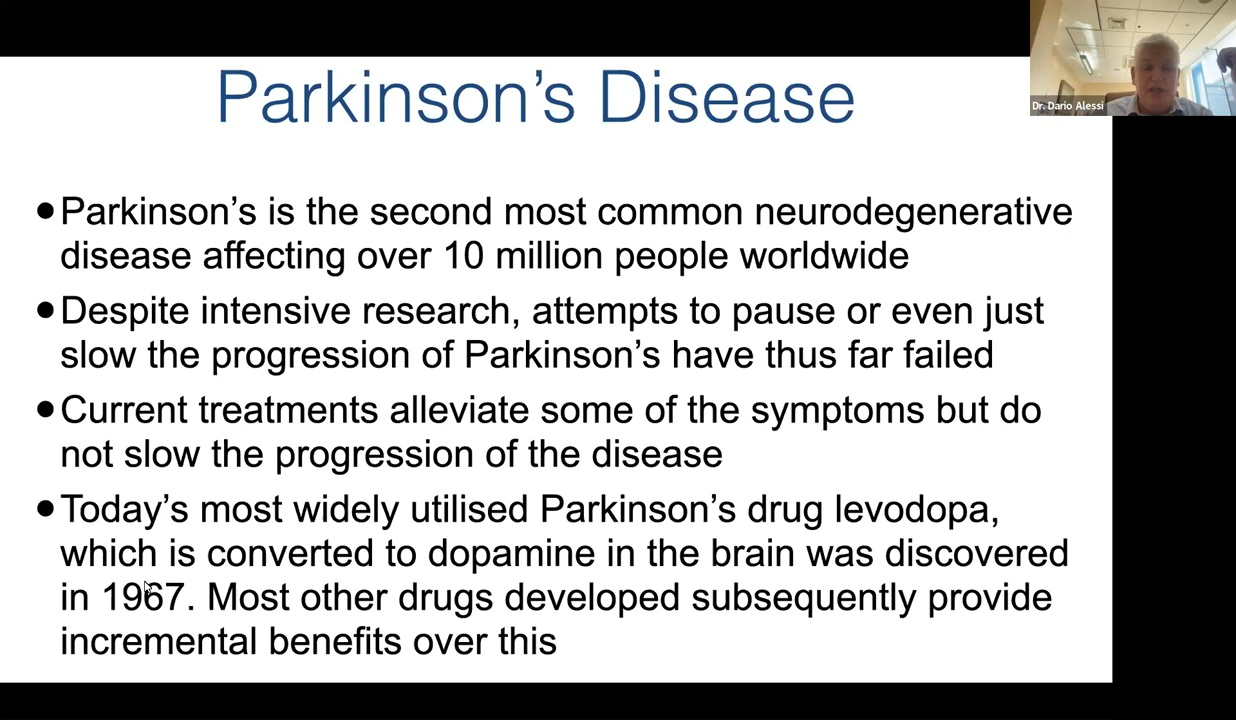 Parkinson’s Disease
Dr. Dario Alessi
●Parkinson’s is the second most common neurodegenerative
disease affecting over 10 million people worldwide
●Despite intensive research, attempts to pause or even just
slow the progression of Parkinson’s have thus far failed
●Current treatments alleviate some of the symptoms but do
not slow the progression of the disease
●Today’s most widely utilised Parkinson’s drug levodopa,
which is converted to dopamine in the brain was discovered
in 1967. Most other drugs developed subsequently provide
incremental benefits over this